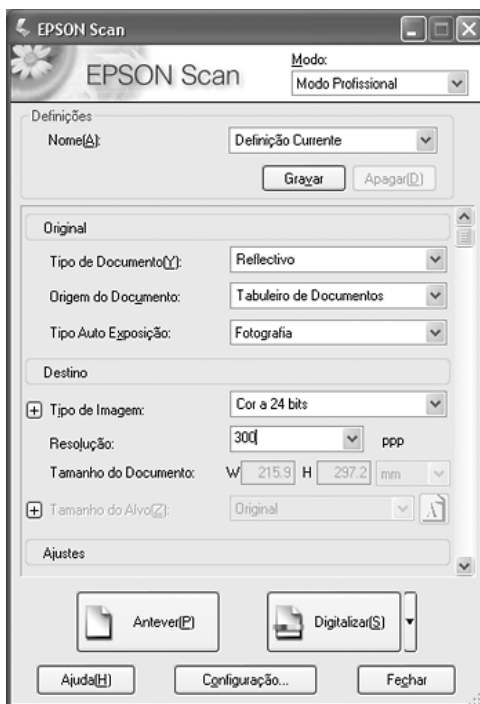 EPSON Scan
EPSON Scan
Modo:
Modo Profissional
Definições
Nome(A): Definição Currente
Gravar Apagar(D)
Original
Tipo de Documento(Y): Reflectivo
Origem do Documento: Tabuleiro de Documentos
Tipo Auto Exposição: Fotografia
Destino
Tipo de Imagem: Cor a 24 bits
Resolução: 300 ppp
Tamanho do Documento: W 215.9 H 297.2 mm
Tamanho do Alvo(Z): Original A
Ajustes
Antever(P) Digitalizar(S)
Ajuda(H) Configuração... Fechar